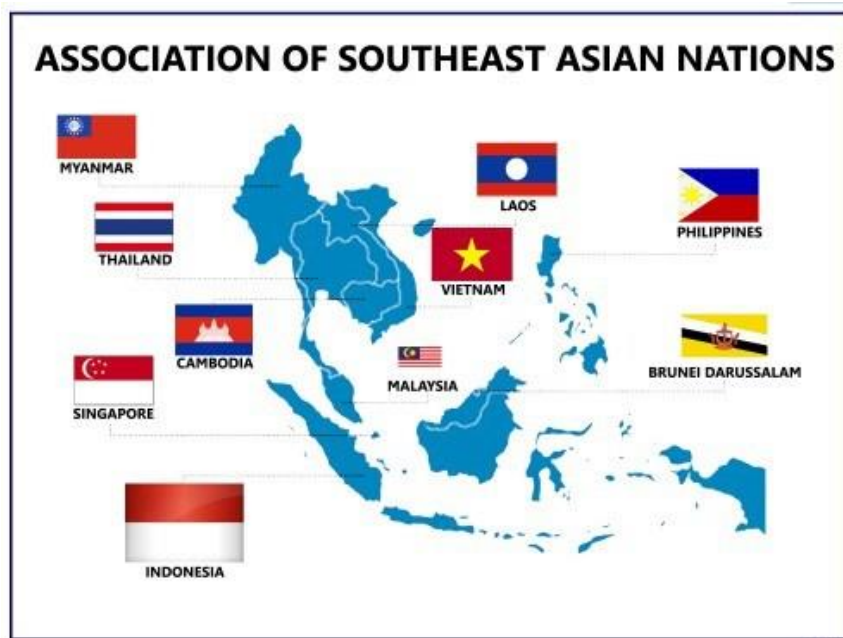 ASSOCIATION OF SOUTHEAST ASIAN NATIONS
MYANMAR
LAOS
PHILIPPINES
THAILAND
VIETNAM
CAMBODIA
MALAYSIA
BRUNEI DARUSSALAM
SINGAPORE
INDONESIA